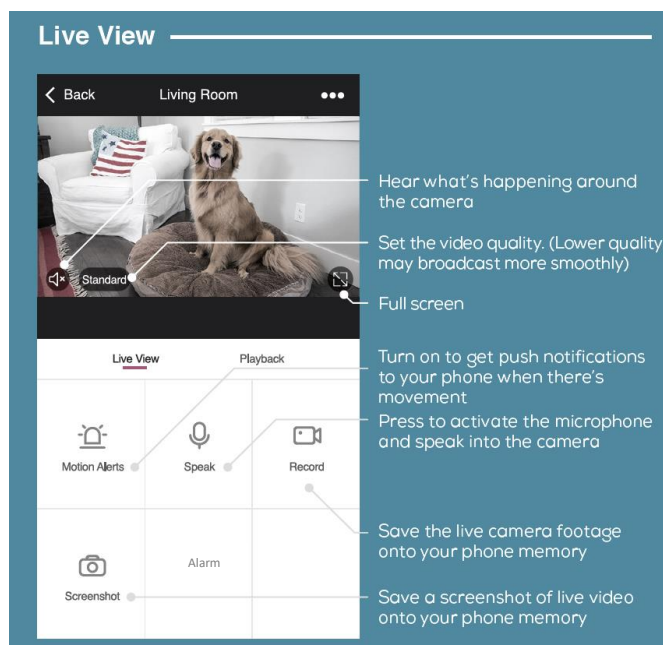 Live View
Back
Living Room
Hear what's happening around
the camera
Set the video quality. (Lower quality
may broadcast more smoothly)
Standard
Full screen
Live View
Playback
Turn on to get push notifications
to your phone when there's
movement
Press to activate the microphone
and speak into the camera
Motion Alerts
Speak
Record
Save the live camera footage
onto your phone memory
Alarm
Screenshot
Save a screenshot of live video
onto your phone memory